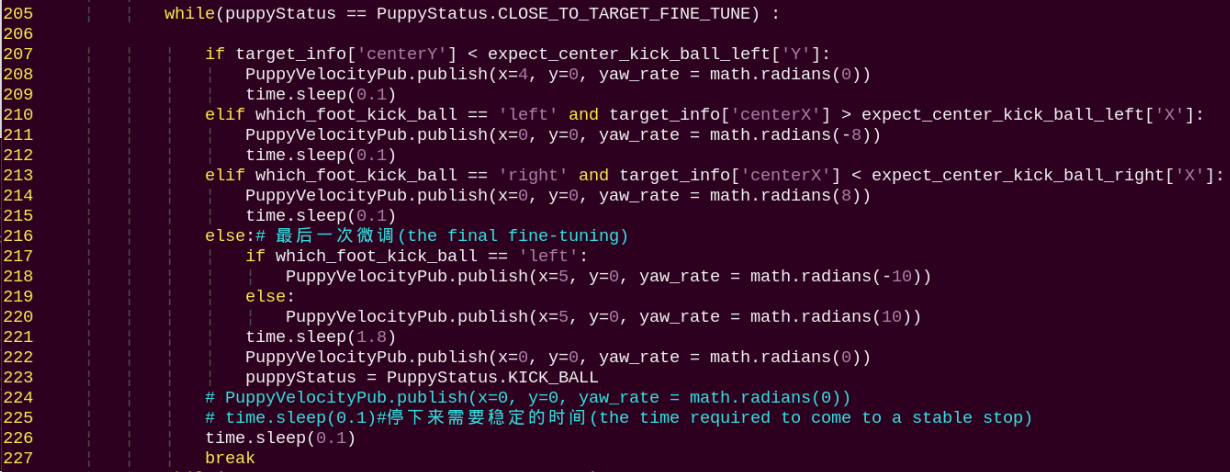 205             while(puppyStatus == PuppyStatus.CLOSE_TO_TARGET_FINE_TUNE) :
206
207                 if target_info['centerY'] < expect_center_kick_ball_left['Y']:
208                     PuppyVelocityPub.publish(x=4, y=0, yaw_rate = math.radians(0))
209                     time.sleep(0.1)
210                 elif which_foot_kick_ball == 'left' and target_info['centerX'] > expect_center_kick_ball_left['X']:
211                     PuppyVelocityPub.publish(x=0, y=0, yaw_rate = math.radians(-8))
212                     time.sleep(0.1)
213                 elif which_foot_kick_ball == 'right' and target_info['centerX'] < expect_center_kick_ball_right['X']:
214                     PuppyVelocityPub.publish(x=0, y=0, yaw_rate = math.radians(8))
215                     time.sleep(0.1)
216                 else:# 最后一次微调(the final fine-tuning)
217                     if which_foot_kick_ball == 'left':
218                         PuppyVelocityPub.publish(x=5, y=0, yaw_rate = math.radians(-10))
219                     else:
220                         PuppyVelocityPub.publish(x=5, y=0, yaw_rate = math.radians(10))
221                     time.sleep(1.8)
222                     PuppyVelocityPub.publish(x=0, y=0, yaw_rate = math.radians(0))
223                     puppyStatus = PuppyStatus.KICK_BALL
224                 # PuppyVelocityPub.publish(x=0, y=0, yaw_rate = math.radians(0))
225                 # time.sleep(0.1)#停下来需要稳定的时间(the time required to come to a stable stop)
226                 time.sleep(0.1)
227                 break